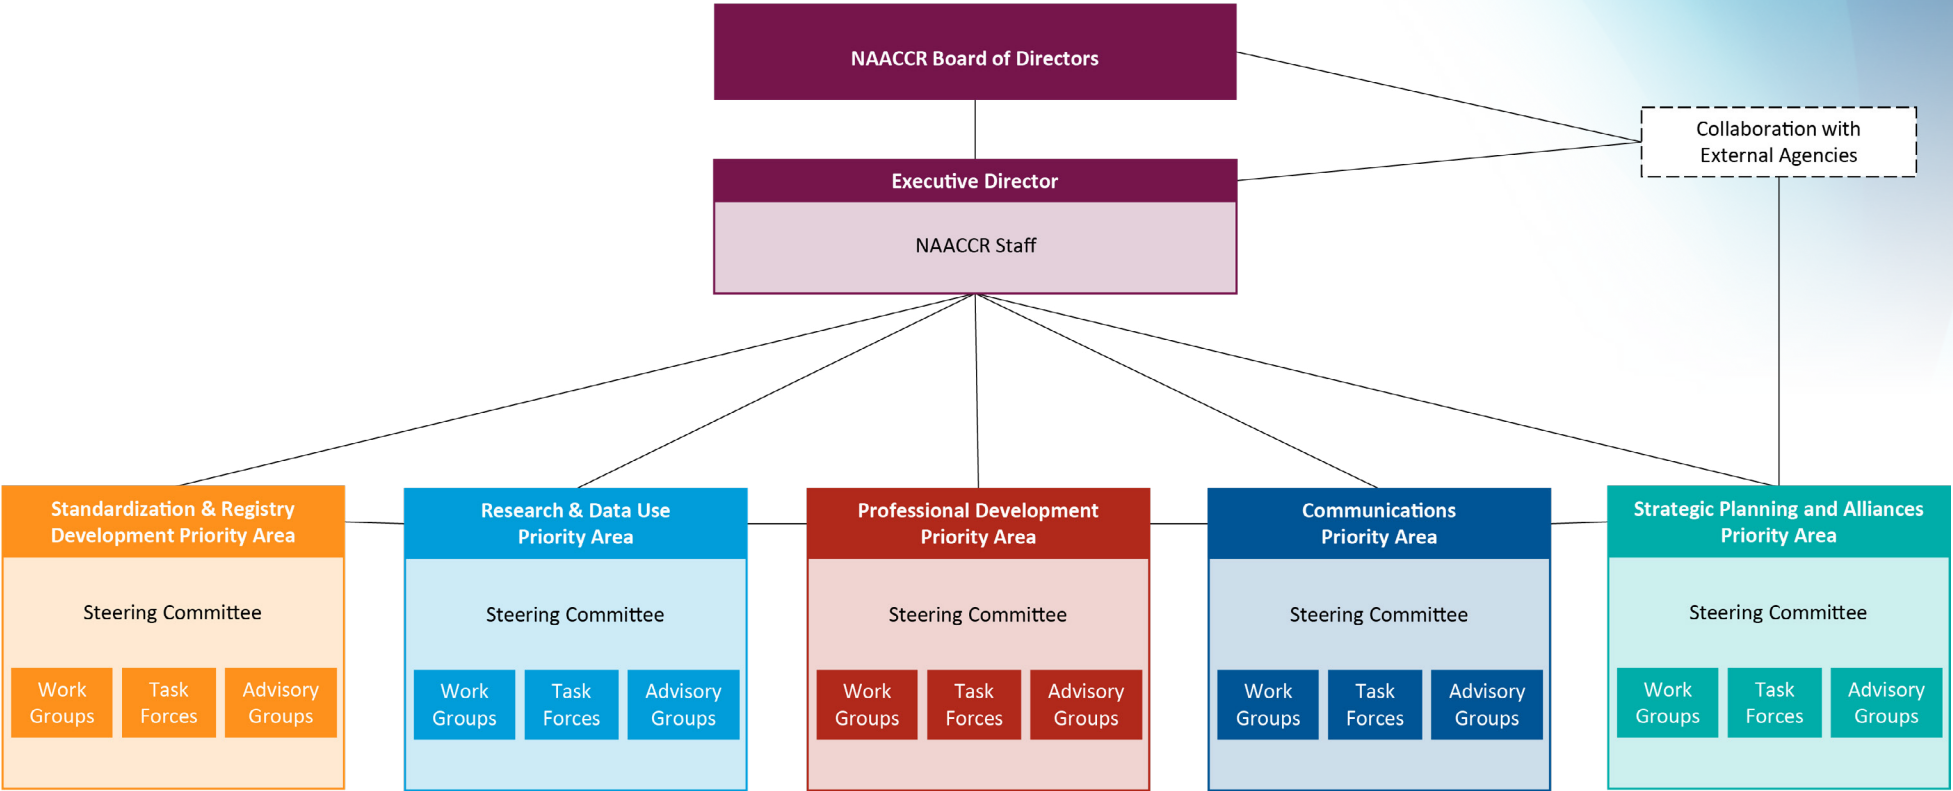 NAACCR Board of Directors
Collaboration with
External Agencies
Executive Director
NAACCR Staff
Standardization & Registry
Development Priority Area
Steering Committee
Work
Groups
Task
Forces
Advisory
Groups
Research & Data Use
Priority Area
Steering Committee
Work
Groups
Task
Forces
Advisory
Groups
Professional Development
Priority Area
Steering Committee
Work
Groups
Task
Forces
Advisory
Groups
Communications
Priority Area
Steering Committee
Work
Groups
Task
Forces
Advisory
Groups
Strategic Planning and Alliances
Priority Area
Steering Committee
Work
Groups
Task
Forces
Advisory
Groups